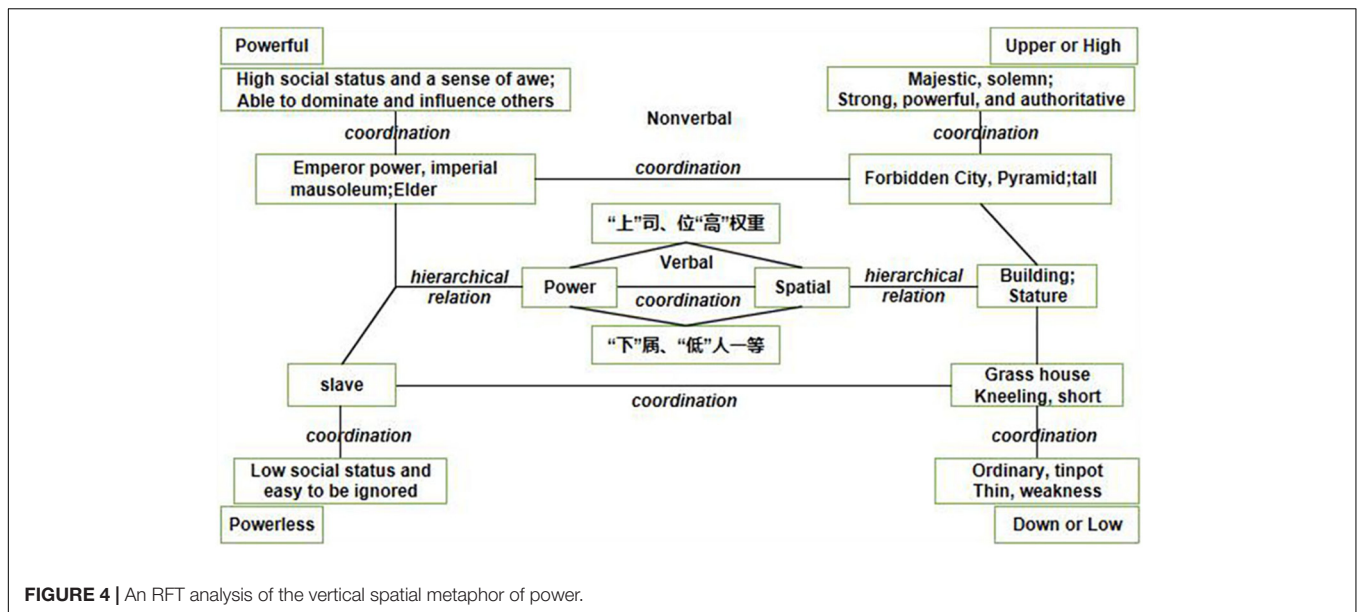 Powerful
Upper or High
High social status and a sense of awe;
Able to dominate and influence others
Majestic, solemn;
Strong, powerful, and authoritative
Nonverbal
coordination
coordination
Emperor power, imperial
mausoleum;Elder
coordination
Forbidden City, Pyramid;tall
“上”司、位“高”权重
Verbal
hierarchical
relation
Power
coordination
Spatial
hierarchical
relation
Building;
Stature
“下”属、“低”人一等
slave
coordination
Grass house
Kneeling, short
coordination
coordination
Low social status and
easy to be ignored
Ordinary, tinpot
Thin, weakness
Powerless
Down or Low
FIGURE 4 | An RFT analysis of the vertical spatial metaphor of power.